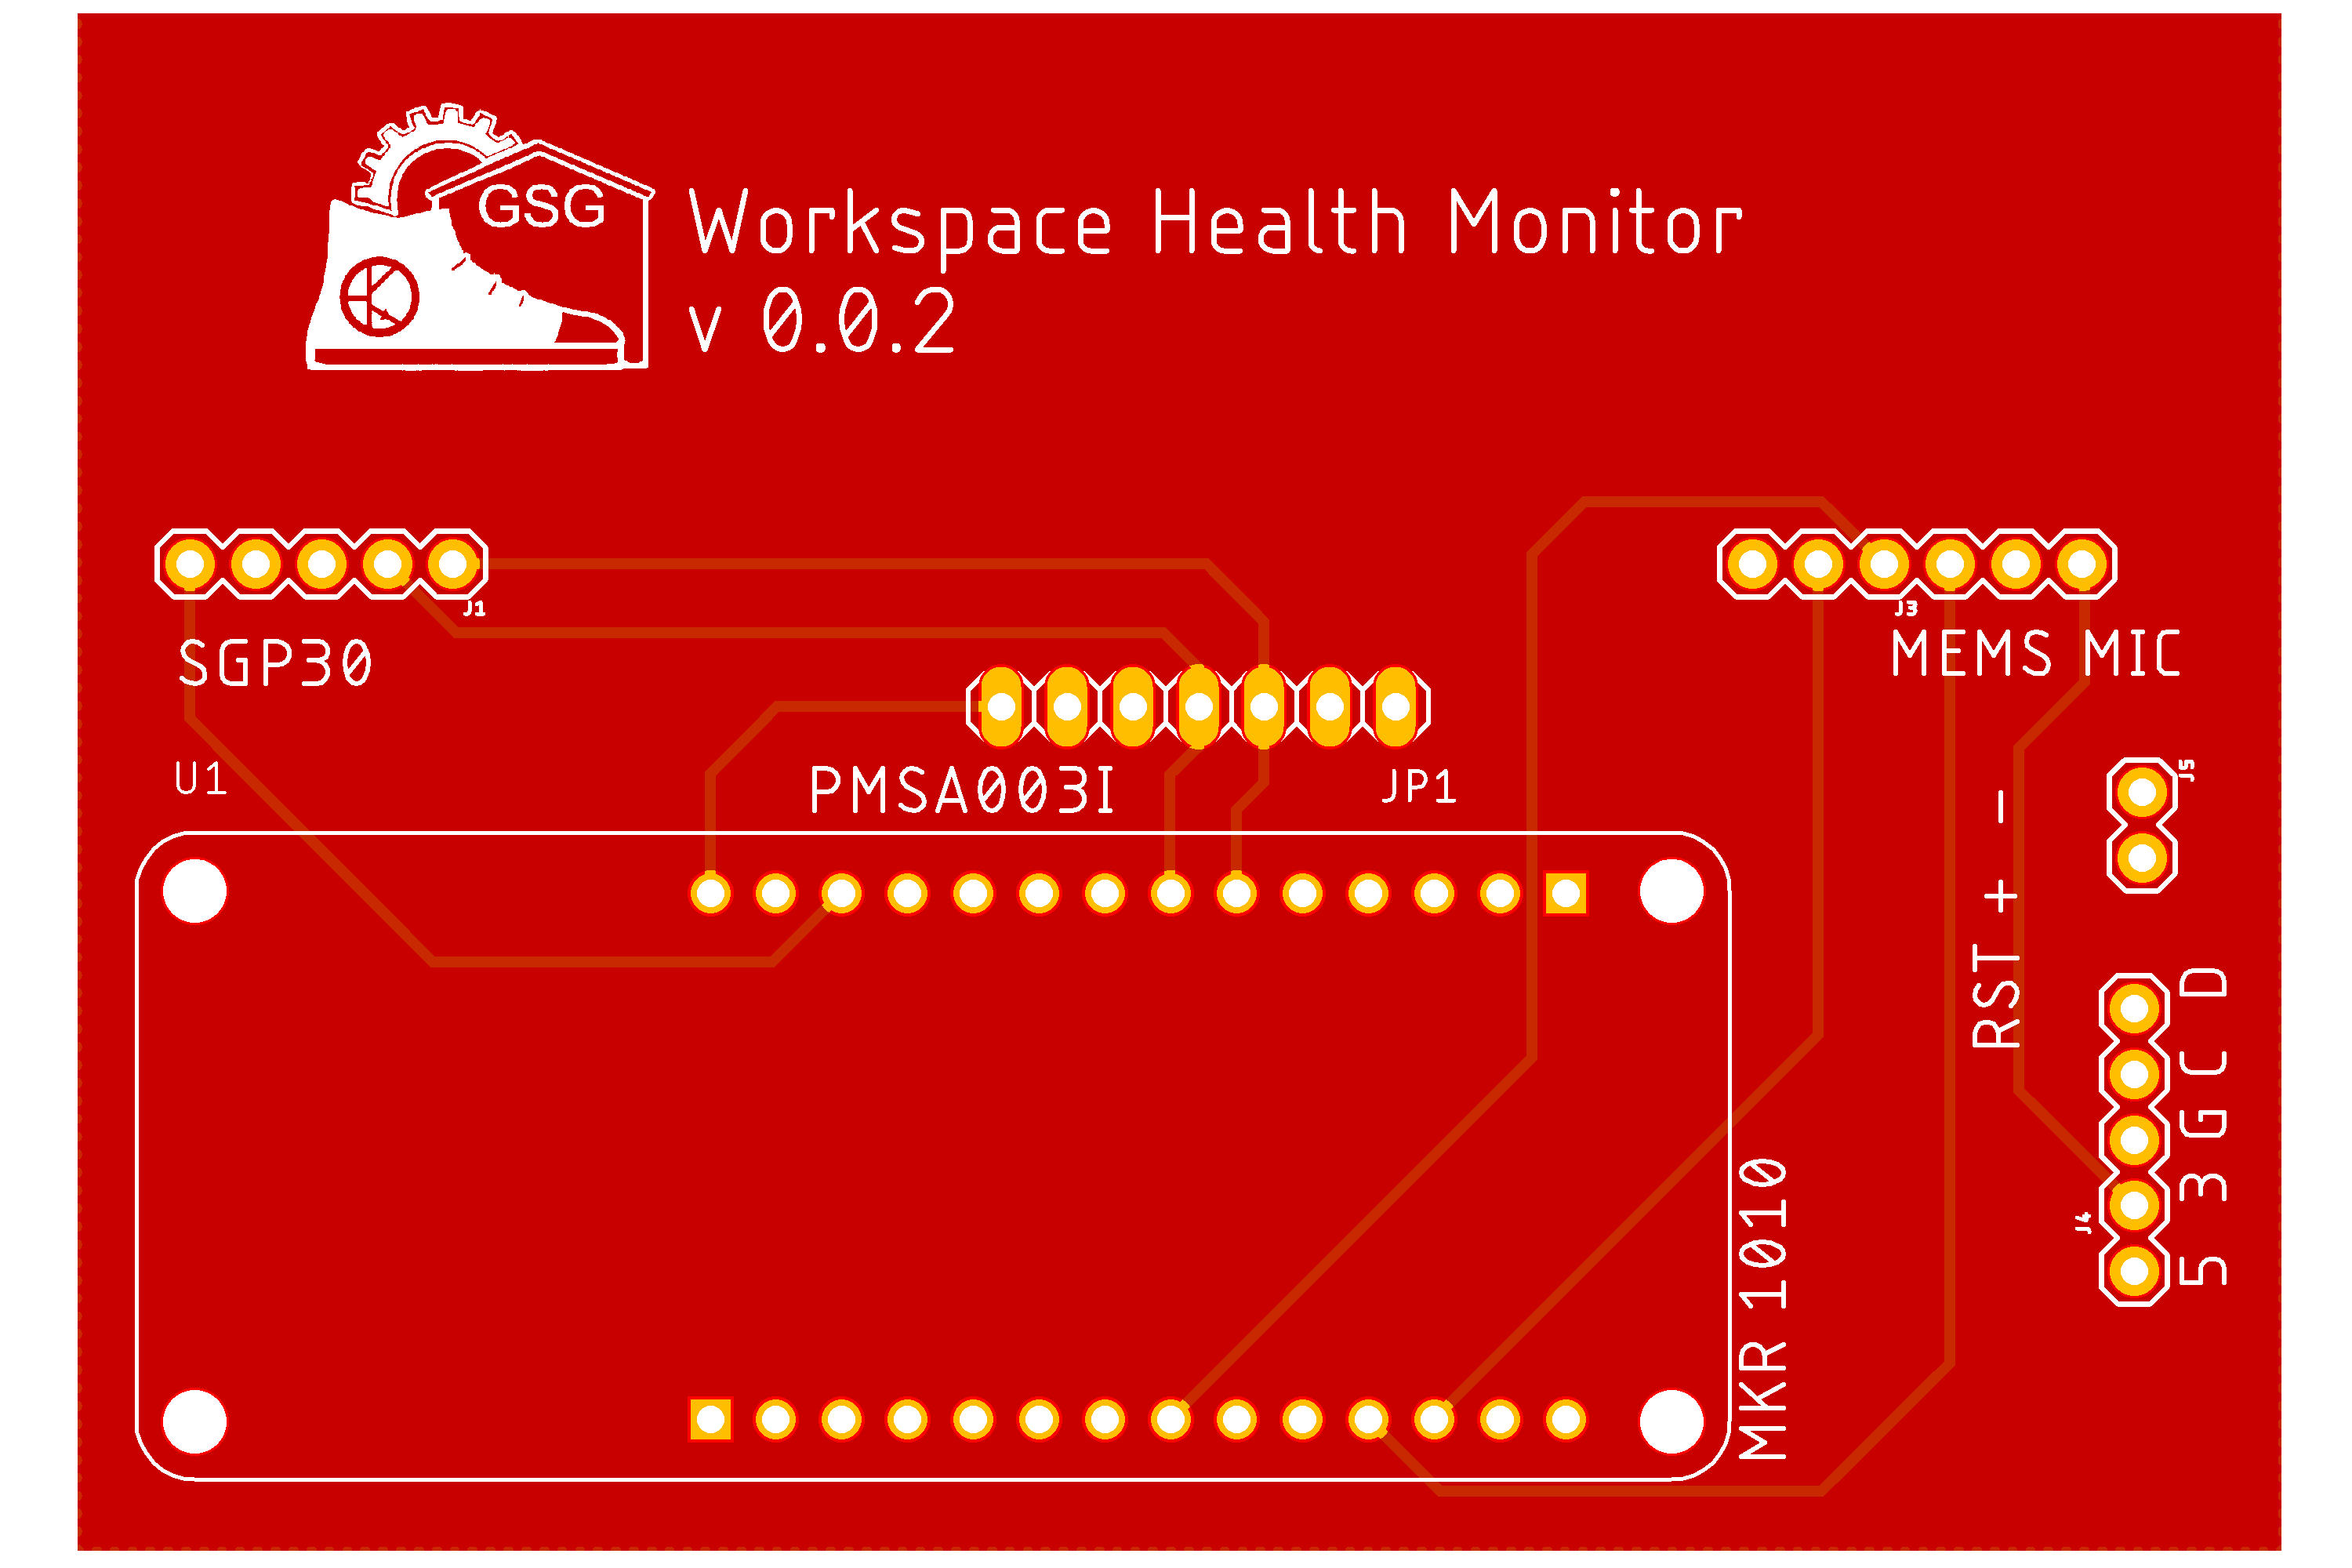 GSG
Workspace Health Monitor
v 0.0.2
J1
SGP30
J3
MEMS MIC
U1
PMSA003I
JP1
J5
RST + -
J4
5 3 G C D
MKR 1010